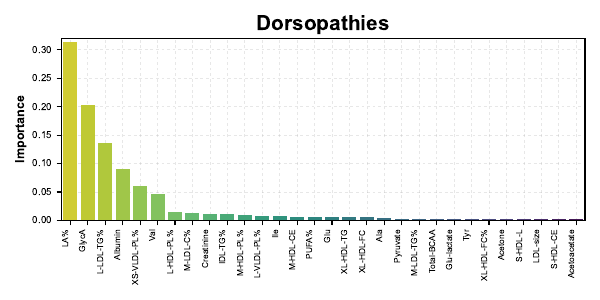 Dorsopathies
Importance
0.30
0.25
0.20
0.15
0.10
0.05
0.00
LA%
GlycA
L-LDL-TG%
Albumin
XS-VLDL-PL%
Val
L-HDL-PL%
M-LDL-C%
Creatinine
IDL-TG%
M-HDL-PL%
L-VLDL-PL%
Ile
M-HDL-CE
PUFA%
Glu
XL-HDL-TG
XL-HDL-FC
Ala
Pyruvate
M-LDL-TG%
Total-BCAA
Glu-lactate
Tyr
XL-HDL-FC%
Acetone
S-HDL-L
LDL-size
S-HDL-CE
Acetoacetate